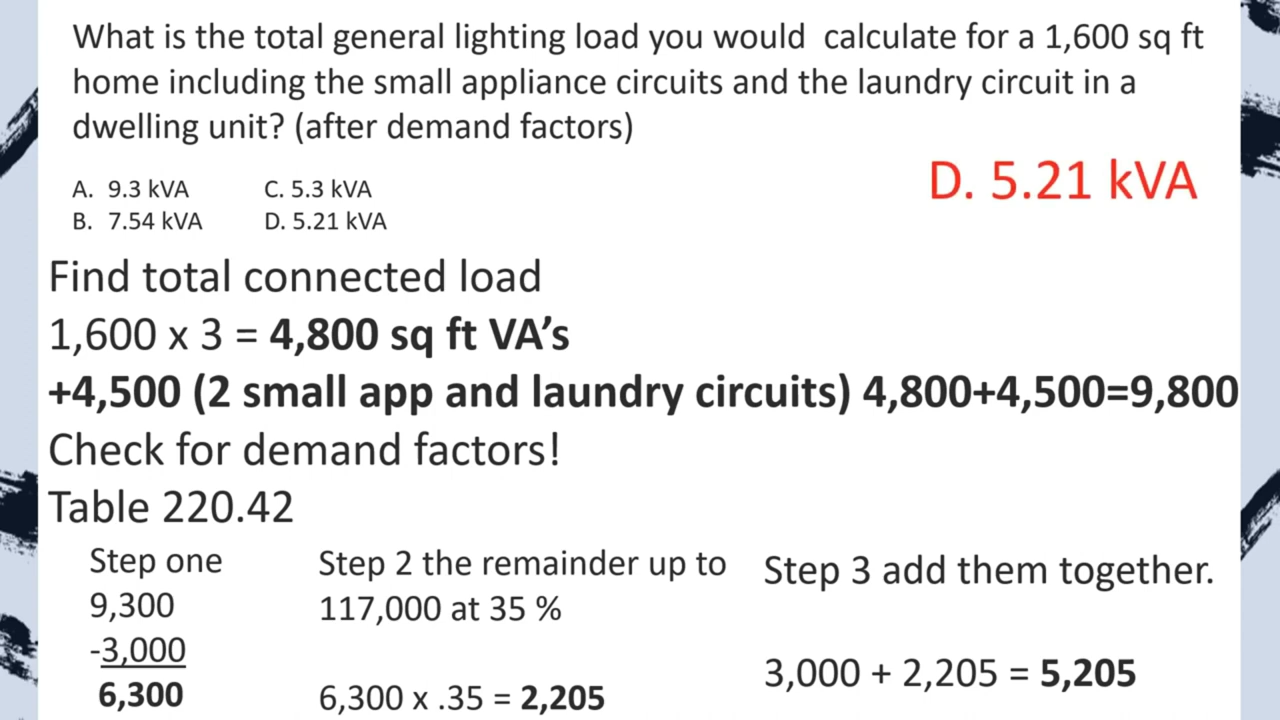 What is the total general lighting load you would calculate for a 1,600 sq ft
home including the small appliance circuits and the laundry circuit in a
dwelling unit? (after demand factors)
D. 5.21 kVA
A. 9.3 kVA C. 5.3 kVA
B. 7.54 kVA D. 5.21 kVA
Find total connected load
1,600 x 3 = 4,800 sq ft VA’s
+4,500 (2 small app and laundry circuits) 4,800+4,500=9,800
Check for demand factors!
Table 220.42
Step one
9,300
-3,000
6,300
Step 2 the remainder up to
117,000 at 35 %
6,300 x .35 = 2,205
Step 3 add them together.
3,000 + 2,205 = 5,205